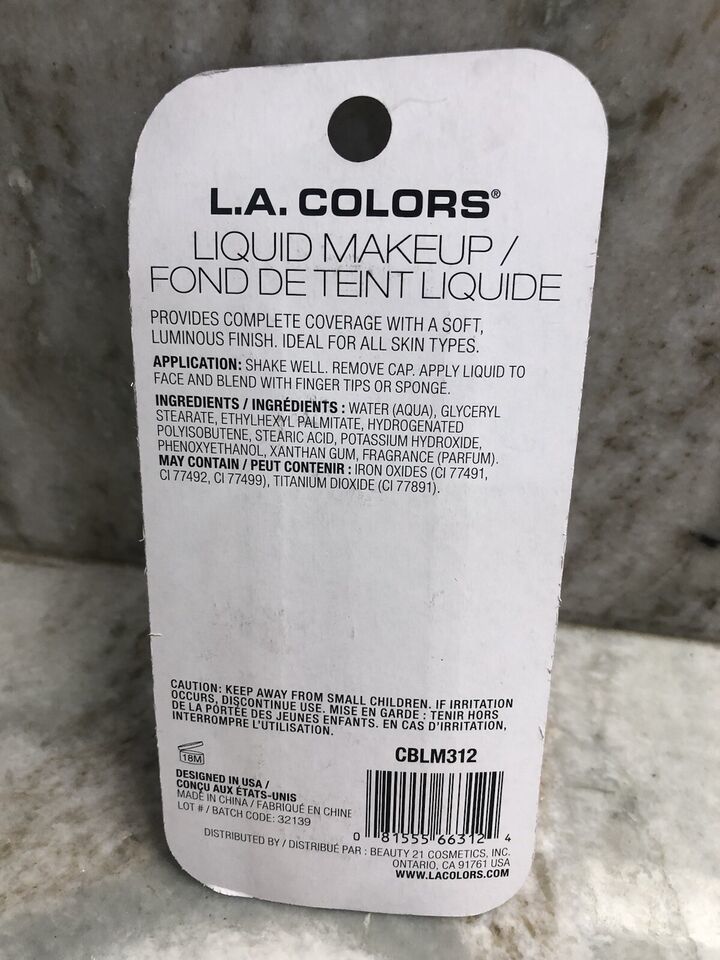 L.A. COLORS®
LIQUID MAKEUP /
FOND DE TEINT LIQUIDE
PROVIDES COMPLETE COVERAGE WITH A SOFT,
LUMINOUS FINISH. IDEAL FOR ALL SKIN TYPES.
APPLICATION: SHAKE WELL. REMOVE CAP. APPLY LIQUID TO
FACE AND BLEND WITH FINGER TIPS OR SPONGE.
INGREDIENTS / INGRÉDIENTS : WATER (AQUA), GLYCERYL
STEARATE, ETHYLHEXYL PALMITATE, HYDROGENATED
POLYISOBUTENE, STEARIC ACID, POTASSIUM HYDROXIDE,
PHENOXYETHANOL, XANTHAN GUM, FRAGRANCE (PARFUM).
MAY CONTAIN / PEUT CONTENIR : IRON OXIDES (CI 77491,
CI 77492, CI 77499), TITANIUM DIOXIDE (CI 77891).
CAUTION: KEEP AWAY FROM SMALL CHILDREN. IF IRRITATION
OCCURS, DISCONTINUE USE. MISE EN GARDE : TENIR HORS
DE LA PORTÉE DES JEUNES ENFANTS. EN CAS D'IRRITATION,
INTERROMPRE L'UTILISATION.
18M
CBLM312
DESIGNED IN USA /
CONÇU AUX ÉTATS-UNIS
MADE IN CHINA / FABRIQUÉ EN CHINE
LOT # / BATCH CODE: 32139
0 81555 66312 4
DISTRIBUTED BY / DISTRIBUÉ PAR : BEAUTY 21 COSMETICS, INC.
ONTARIO, CA 91761 USA
WWW.LACOLORS.COM